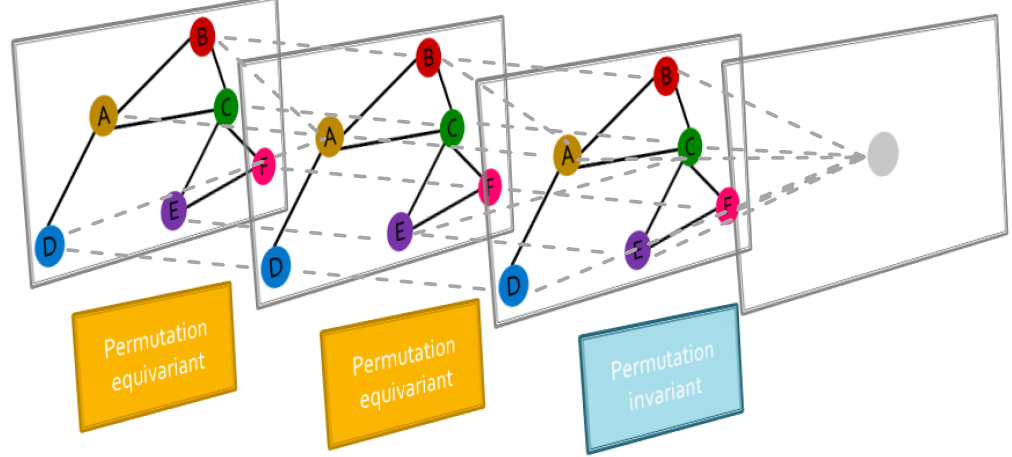 B
A
C
F
E
D
B
A
C
F
E
D
B
A
C
F
E
D
Permutation
equivariant
Permutation
equivariant
Permutation
invariant